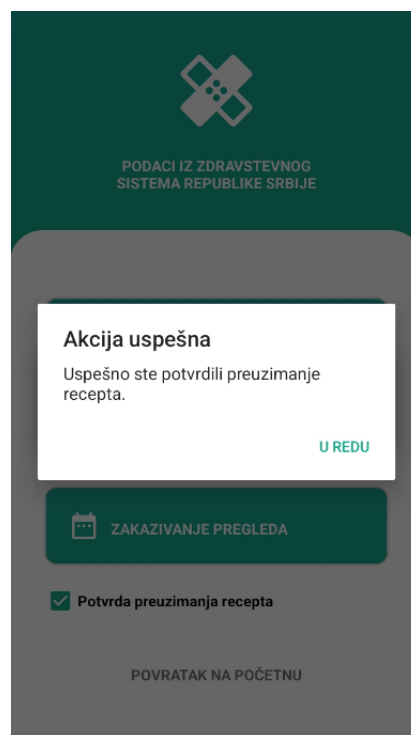 PODACI IZ ZDRAVSTEVNOG
SISTEMA REPUBLIKE SRBIJE
Akcija uspešna
Uspešno ste potvrdili preuzimanje
recepta.
U REDU
ZAKAZIVANJE PREGLEDA
Potvrda preuzimanja recepta
POVRATAK NA POČETNU